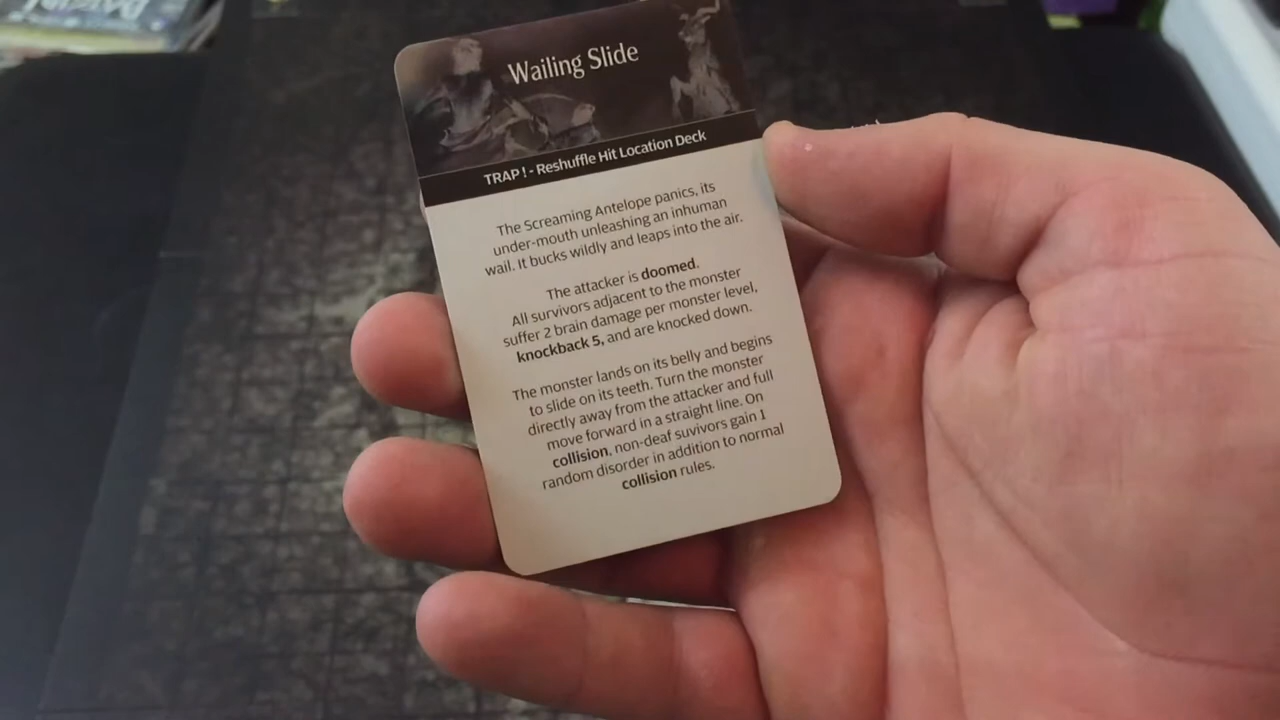 Wailing Slide
TRAP! - Reshuffle Hit Location Deck
The Screaming Antelope panics, its
under-mouth unleashing an inhuman
wail. It bucks wildly and leaps into the air.
The attacker is doomed.
All survivors adjacent to the monster
suffer 2 brain damage per monster level,
knockback 5, and are knocked down.
The monster lands on its belly and begins
to slide on its teeth. Turn the monster
directly away from the attacker and full
move forward in a straight line. On
collision, non-deaf suvivors gain 1
random disorder in addition to normal
collision rules.